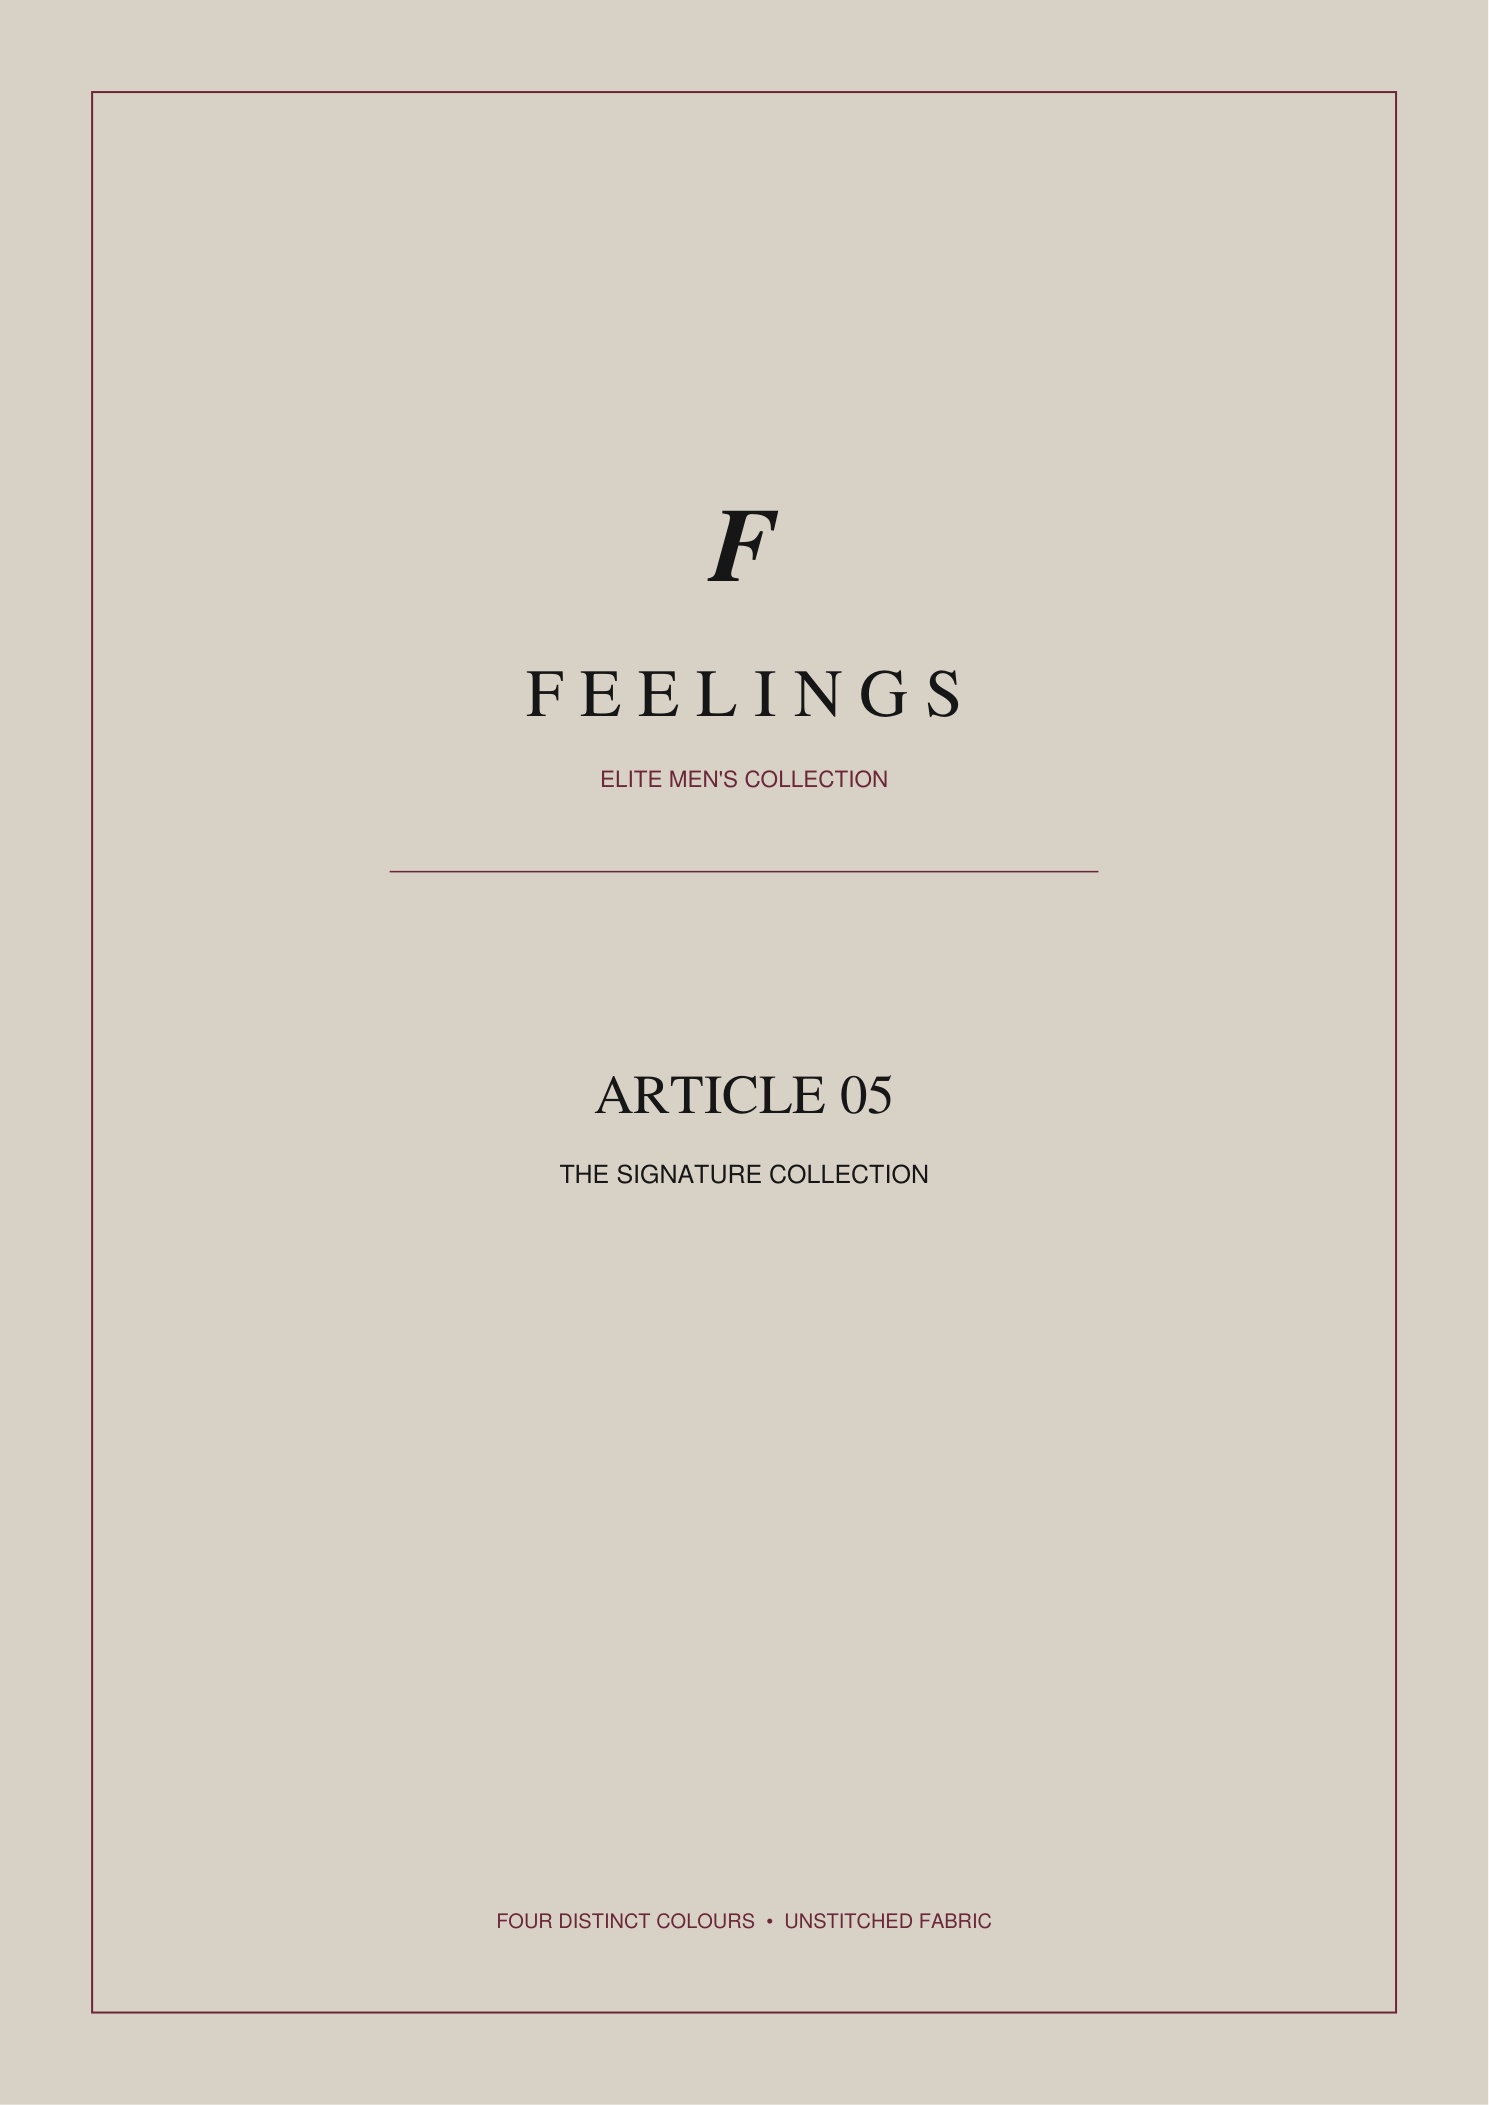 F
FEELINGS
ELITE MEN'S COLLECTION
ARTICLE 05
THE SIGNATURE COLLECTION
FOUR DISTINCT COLOURS • UNSTITCHED FABRIC